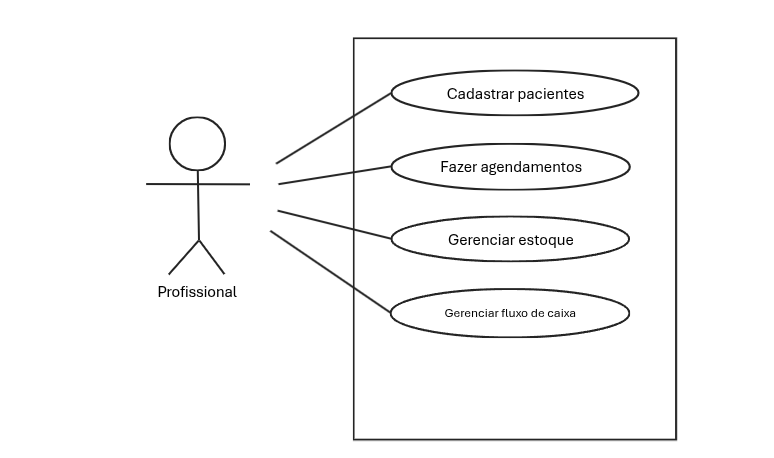 Cadastrar pacientes
Fazer agendamentos
Gerenciar estoque
Profissional
Gerenciar fluxo de caixa